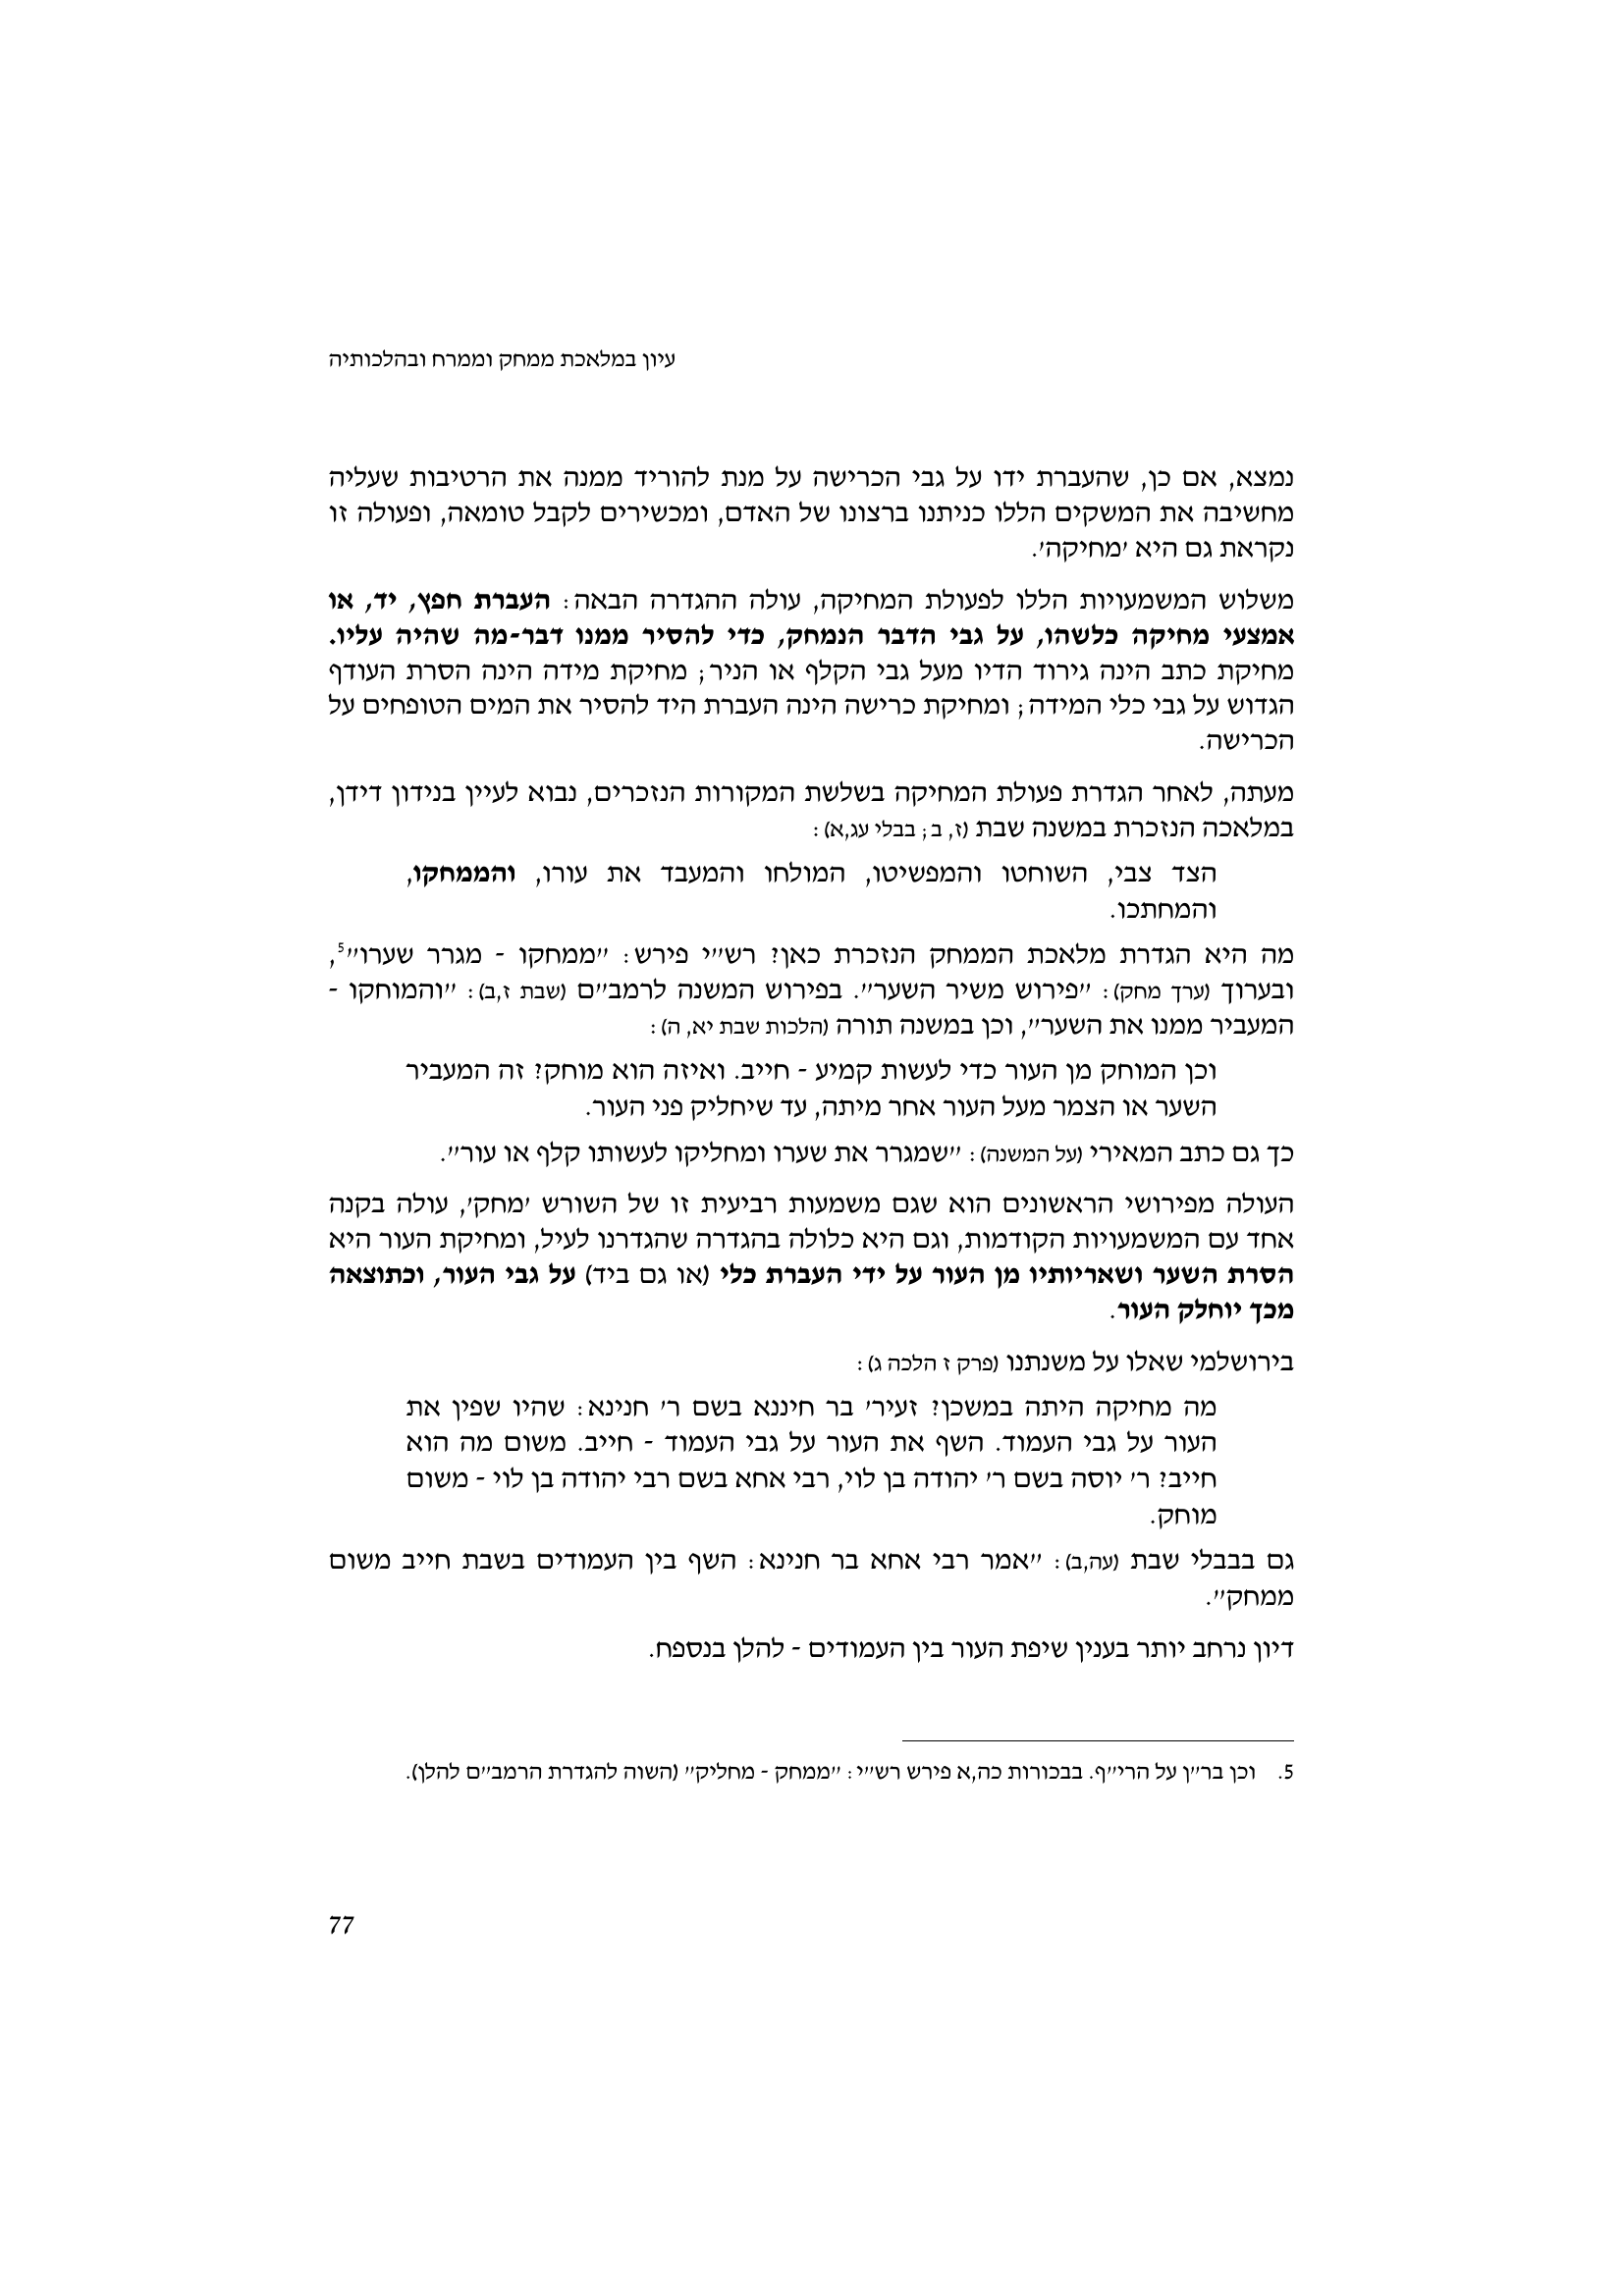 עיון במלאכת ממחק וממרח ובהלכותיה
נמצא, אם כן, שהעברת ידו על גבי הכרישה על מנת להוריד ממנה את הרטיבות שעליה
מחשיבה את המשקים הללו כניתנו ברצונו של האדם, ומכשירים לקבל טומאה, ופעולה זו
נקראת גם היא 'מחיקה'.
משלוש המשמעויות הללו לפעולת המחיקה, עולה ההגדרה הבאה: העברת חפץ, יד, או
אמצעי מחיקה כלשהו, על גבי הדבר הנמחק, כדי להסיר ממנו דבר-מה שהיה עליו.
מחיקת כתב הינה גירוד הדיו מעל גבי הקלף או הניר; מחיקת מידה הינה הסרת העודף
הגדוש על גבי כלי המידה; ומחיקת כרישה הינה העברת היד להסיר את המים הטופחים על
הכרישה.
מעתה, לאחר הגדרת פעולת המחיקה בשלשת המקורות הנזכרים, נבוא לעיין בנידון דידן,
במלאכה הנזכרת במשנה שבת (ז, ב; בבלי עג,א):
הצד צבי, השוחטו והמפשיטו, המולחו והמעבד את עורו, והממחקו,
והמחתכו.
מה היא הגדרת מלאכת הממחק הנזכרת כאן? רש"י פירש: "ממחקו - מגרר שערו"5,
ובערוך (ערך מחק): "פירוש משיר השער". בפירוש המשנה לרמב"ם (שבת ז,ב): "והמוחקו -
המעביר ממנו את השער", וכן במשנה תורה (הלכות שבת יא, ה):
וכן המוחק מן העור כדי לעשות קמיע - חייב. ואיזה הוא מוחק? זה המעביר
השער או הצמר מעל העור אחר מיתה, עד שיחליק פני העור.
כך גם כתב המאירי (על המשנה): "שמגרר את שערו ומחליקו לעשותו קלף או עור".
העולה מפירושי הראשונים הוא שגם משמעות רביעית זו של השורש 'מחק', עולה בקנה
אחד עם המשמעויות הקודמות, וגם היא כלולה בהגדרה שהגדרנו לעיל, ומחיקת העור היא
הסרת השער ושאריותיו מן העור על ידי העברת כלי (או גם ביד) על גבי העור, וכתוצאה
מכך יוחלק העור.
בירושלמי שאלו על משנתנו (פרק ז הלכה ג):
מה מחיקה היתה במשכן? זעיר' בר חיננא בשם ר' חנינא: שהיו שפין את
העור על גבי העמוד. השף את העור על גבי העמוד - חייב. משום מה הוא
חייב? ר' יוסה בשם ר' יהודה בן לוי, רבי אחא בשם רבי יהודה בן לוי - משום
מוחק.
גם בבבלי שבת (עה,ב): "אמר רבי אחא בר חנינא: השף בין העמודים בשבת חייב משום
ממחק".
דיון נרחב יותר בענין שיפת העור בין העמודים - להלן בנספח.
5. וכן בר"ן על הרי"ף. בבכורות כה,א פירש רש"י: "ממחק - מחליק" (השוה להגדרת הרמב"ם להלן).
77